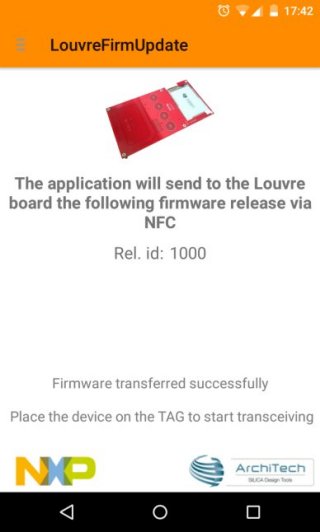 17:42
LouvreFirmUpdate
The application will send to the Louvre
board the following firmware release via
NFC
Rel. id: 1000
Firmware transferred successfully
Place the device on the TAG to start transceiving
NXP
ArchiTech
SILICA Design Tools